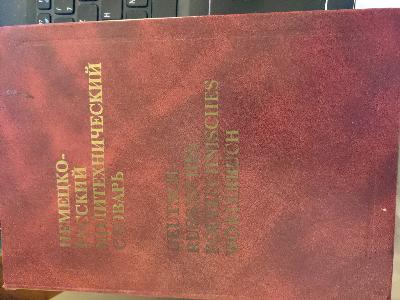 НЕМЕЦКО-
РУССКИЙ
ПОЛИТЕХНИЧЕСКИЙ
СЛОВАРЬ
DEUTSCH-
RUSSISCHES
POLYTECHNISCHES
WÖRTERBUCH